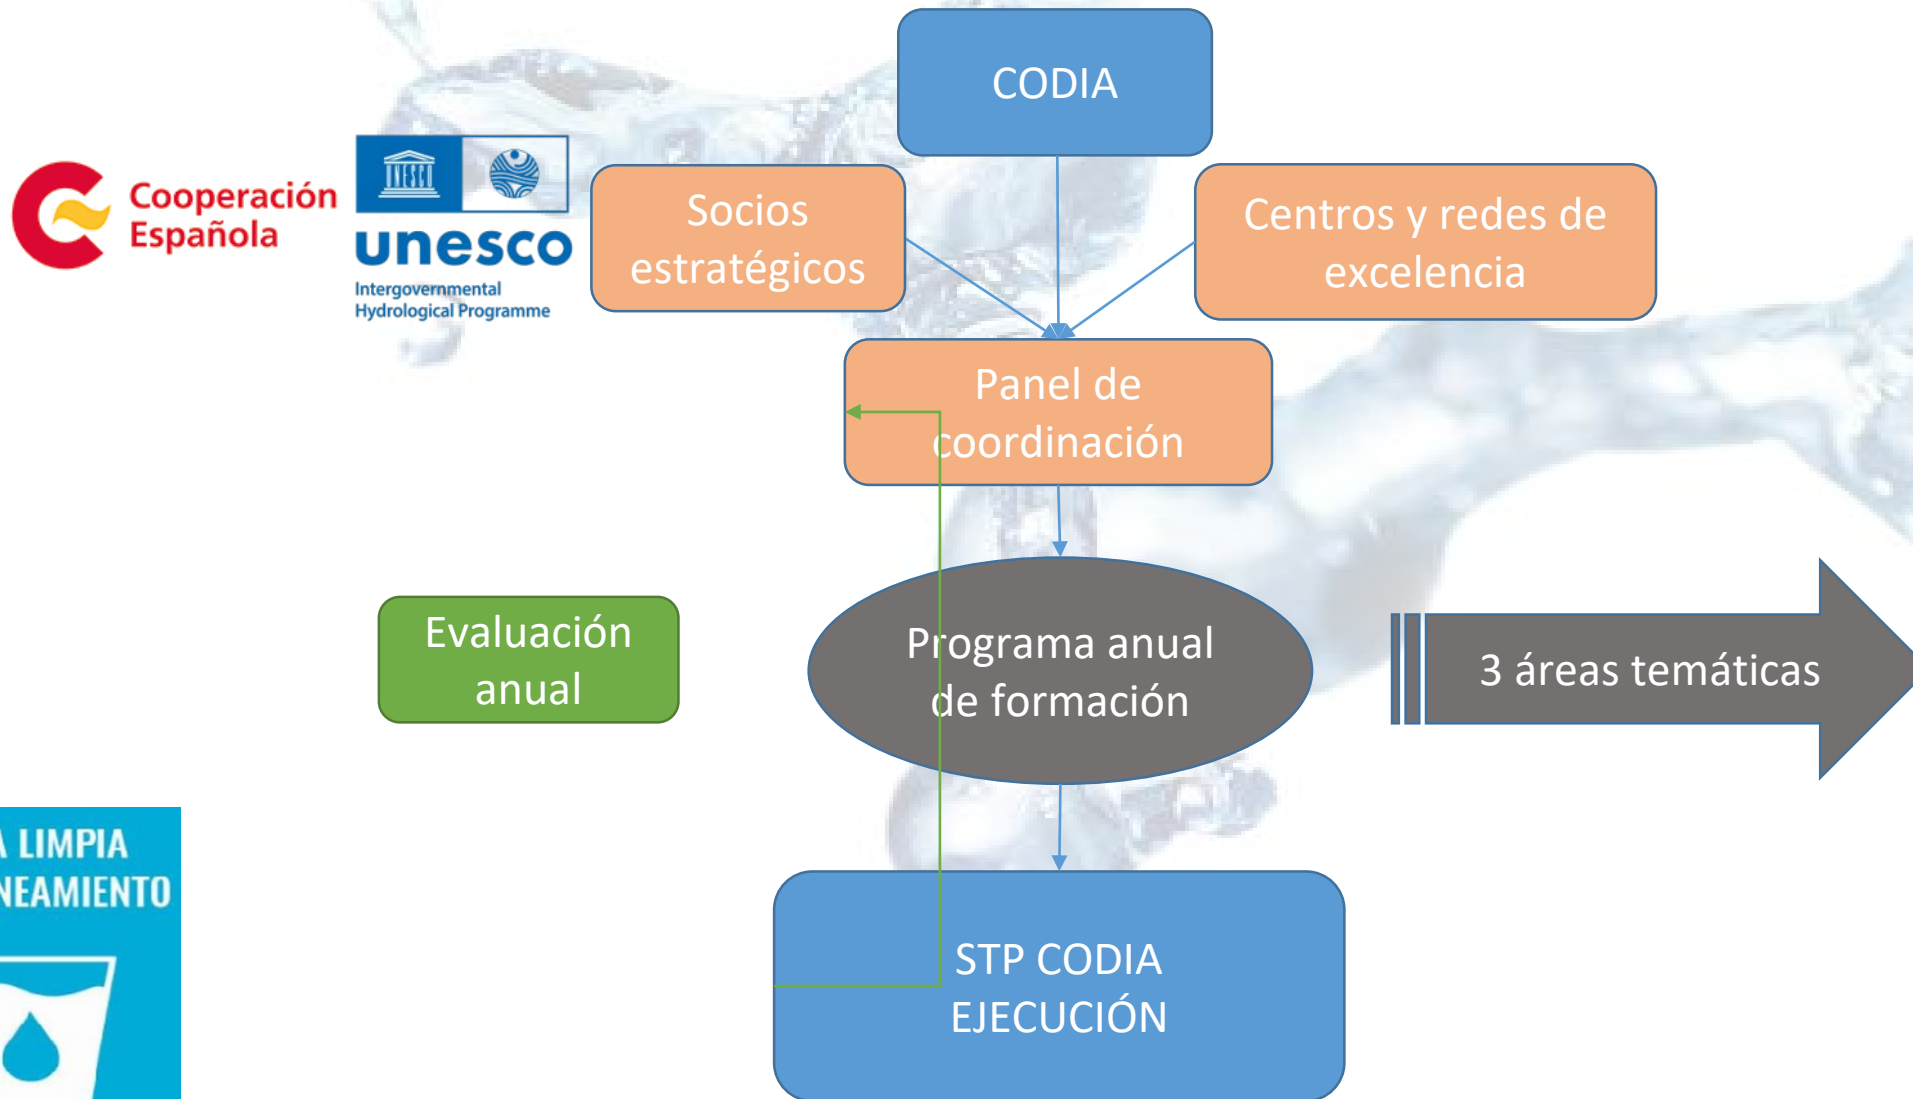 CODIA
Cooperación
Española
UNESCO
unesco
Intergovernmental
Hydrological Programme
Socios
estratégicos
Centros y redes de
excelencia
Panel de
coordinación
Evaluación
anual
Programa anual
de formación
3 áreas temáticas
A LIMPIA
NEAMIENTO
STP CODIA
EJECUCIÓN